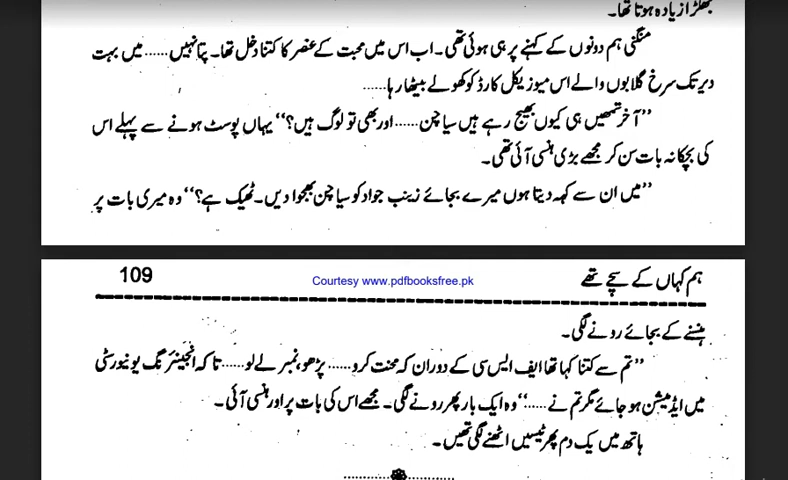 جھگڑا زیادہ ہوتا تھا۔
منگنی ہم دونوں کے کہنے پر ہی ہوئی تھی۔ اب اس میں محبت کے عنصر کا کتنا دخل تھا۔ پتا نہیں...... میں بہت
دیر تک سرخ گلابوں والے اس میوزیکل کارڈ کو کھولے بیٹھا رہا......
’’آخر تمھیں ہی کیوں بھیج رہے ہیں سیاچن...... اور بھی تو لوگ ہیں؟‘‘ یہاں پوسٹ ہونے سے پہلے اس
کی بچکانہ بات سن کر مجھے بڑی ہنسی آئی تھی۔
’’میں ان سے کہہ دیتا ہوں میرے بجائے زینب جواد کو سیاچن بھجوا دیں۔ ٹھیک ہے؟‘‘ وہ میری بات پر
ہم کہاں کے سچے تھے Courtesy www.pdfbooksfree.pk 109
ہنسنے کے بجائے رونے لگی۔
’’تم سے کتنا کہا تھا ایف ایس سی کے دوران کہ محنت کرو...... پڑھو، نمبر لے لو...... تاکہ انجینئرنگ یونیورسٹی
میں ایڈمیشن ہو جائے مگر تم نے......‘‘ وہ ایک بار پھر رونے لگی۔ مجھے اس کی بات پر اور ہنسی آئی۔
ہاتھ میں یک دم پھر ٹیسیں اٹھنے لگی تھیں۔